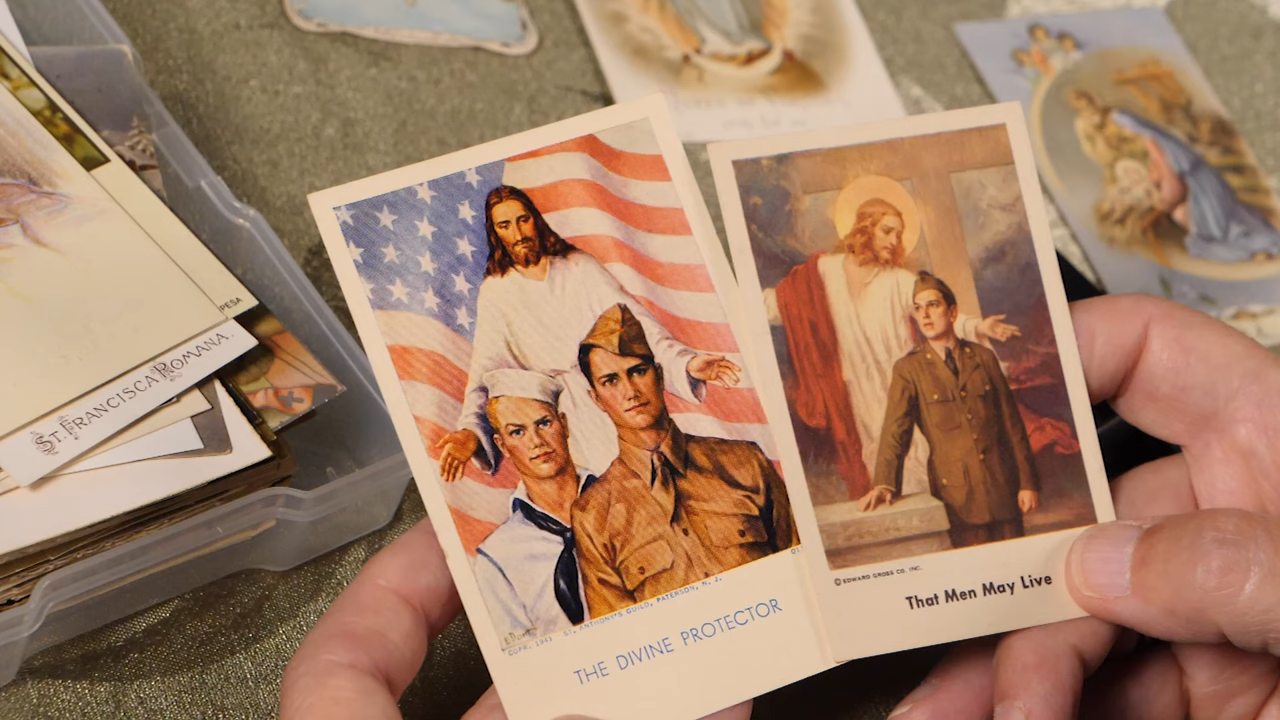 PESA
ST. FRANCISCA ROMANA.
COPR. 1941 ST. ANTHONY'S GUILD, PATERSON, N. J.
THE DIVINE PROTECTOR
© EDWARD GROSS CO. INC.
That Men May Live